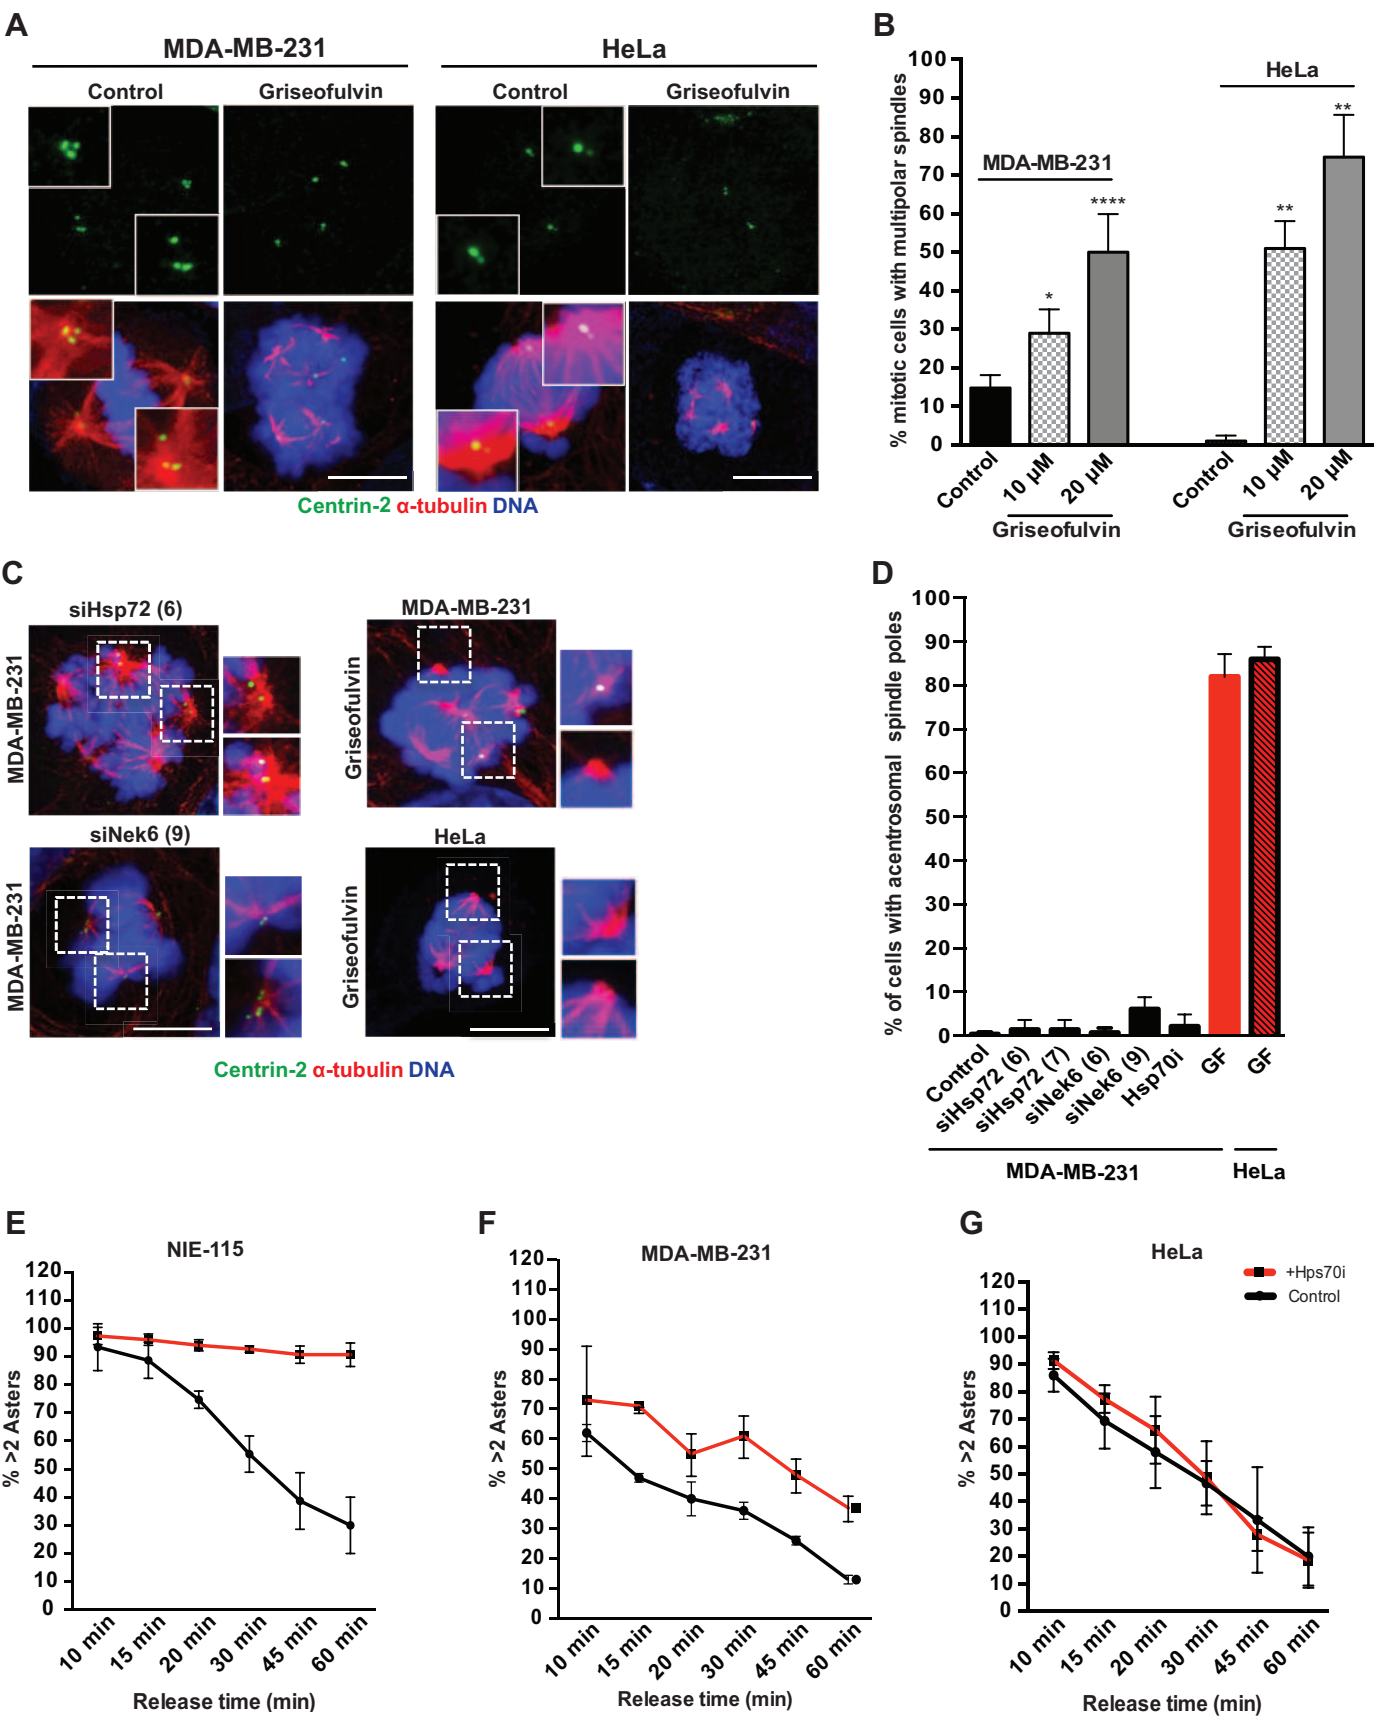 A
MDA-MB-231
HeLa
Control
Griseofulvin
Control
Griseofulvin
Centrin-2 α-tubulin DNA
B
% mitotic cells with multipolar spindles
100
90
80
70
60
50
40
30
20
10
0
MDA-MB-231
HeLa
*
****
**
**
Control
10 µM
20 µM
Control
10 µM
20 µM
Griseofulvin
Griseofulvin
C
siHsp72 (6)
MDA-MB-231
MDA-MB-231
Griseofulvin
siNek6 (9)
MDA-MB-231
HeLa
Griseofulvin
Centrin-2 α-tubulin DNA
D
% of cells with acentrosomal spindle poles
100
90
80
70
60
50
40
30
20
10
0
Control
siHsp72 (6)
siHsp72 (7)
siNek6 (6)
siNek6 (9)
Hsp70i
GF
GF
MDA-MB-231
HeLa
E
NIE-115
% >2 Asters
120
110
100
90
80
70
60
50
40
30
20
10
0
10 min
15 min
20 min
30 min
45 min
60 min
Release time (min)
F
MDA-MB-231
% >2 Asters
120
110
100
90
80
70
60
50
40
30
20
10
0
10 min
15 min
20 min
30 min
45 min
60 min
Release time (min)
G
HeLa
+Hps70i
Control
% >2 Asters
120
110
100
90
80
70
60
50
40
30
20
10
0
10 min
15 min
20 min
30 min
45 min
60 min
Release time (min)